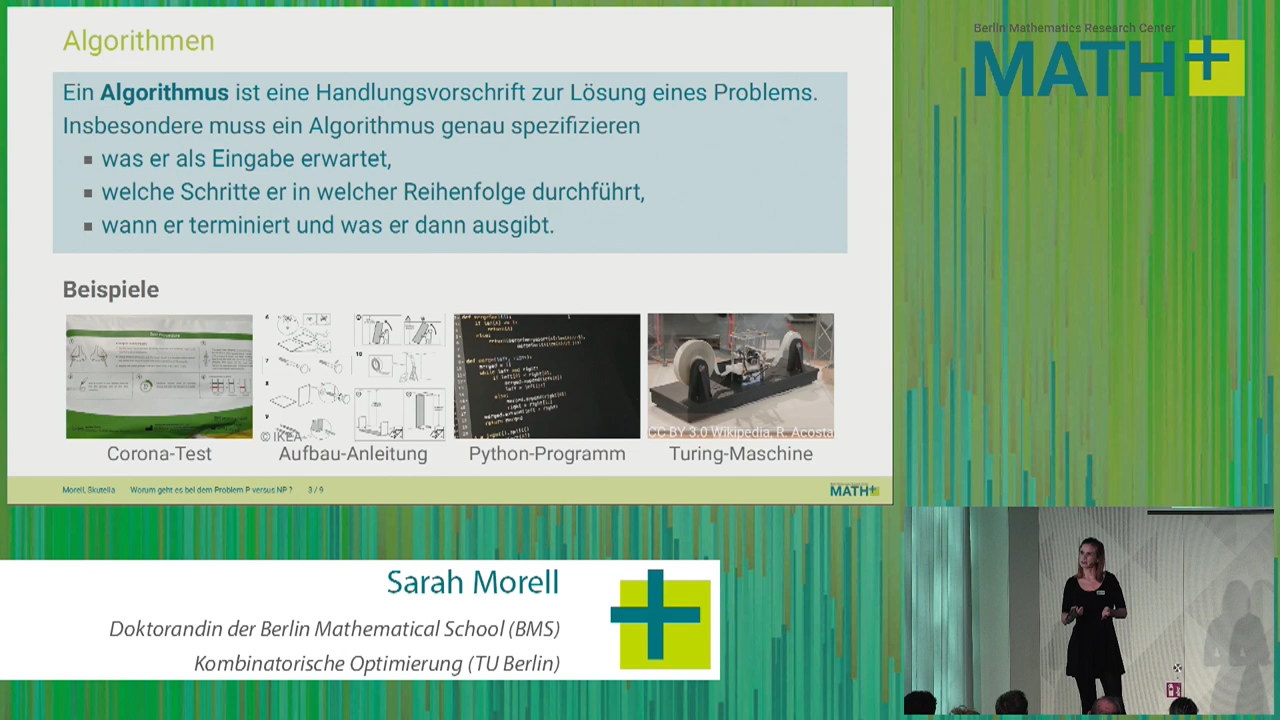 Algorithmen
Ein Algorithmus ist eine Handlungsvorschrift zur Lösung eines Problems.
Insbesondere muss ein Algorithmus genau spezifizieren
was er als Eingabe erwartet,
welche Schritte er in welcher Reihenfolge durchführt,
wann er terminiert und was er dann ausgibt.
Beispiele
© IKEA
CC BY 3.0 Wikipedia, R. Acosta
Corona-Test
Aufbau-Anleitung
Python-Programm
Turing-Maschine
Morell, Skutella Worum geht es bei dem Problem P versus NP ? 3 / 9
MATH+
Berlin Mathematics Research Center
MATH+
Sarah Morell
Doktorandin der Berlin Mathematical School (BMS)
Kombinatorische Optimierung (TU Berlin)